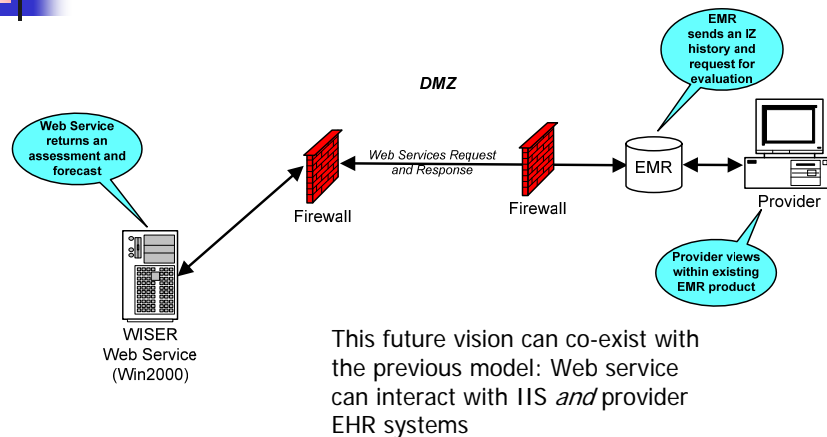 EMR
sends an IZ
history and
request for
evaluation
DMZ
Web Service
returns an
assessment and
forecast
Web Services Request
and Response
EMR
Firewall
Firewall
Provider
Provider views
within existing
EMR product
WISER
Web Service
(Win2000)
This future vision can co-exist with
the previous model: Web service
can interact with IIS and provider
EHR systems